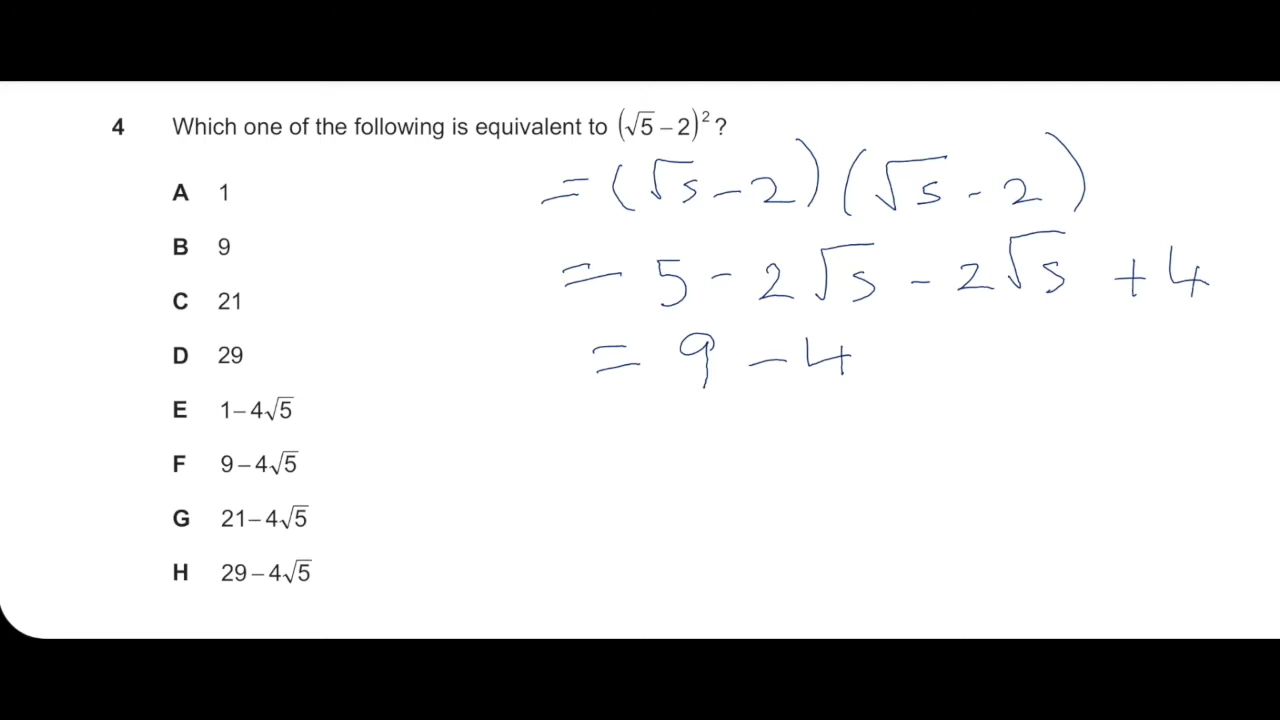 4 Which one of the following is equivalent to (√5 – 2)² ?
= (√5 – 2) (√5 - 2)
A 1
B 9
= 5 - 2√5 - 2√5 + 4
C 21
D 29
= 9 - 4
E 1 – 4√5
F 9 – 4√5
G 21 – 4√5
H 29 – 4√5